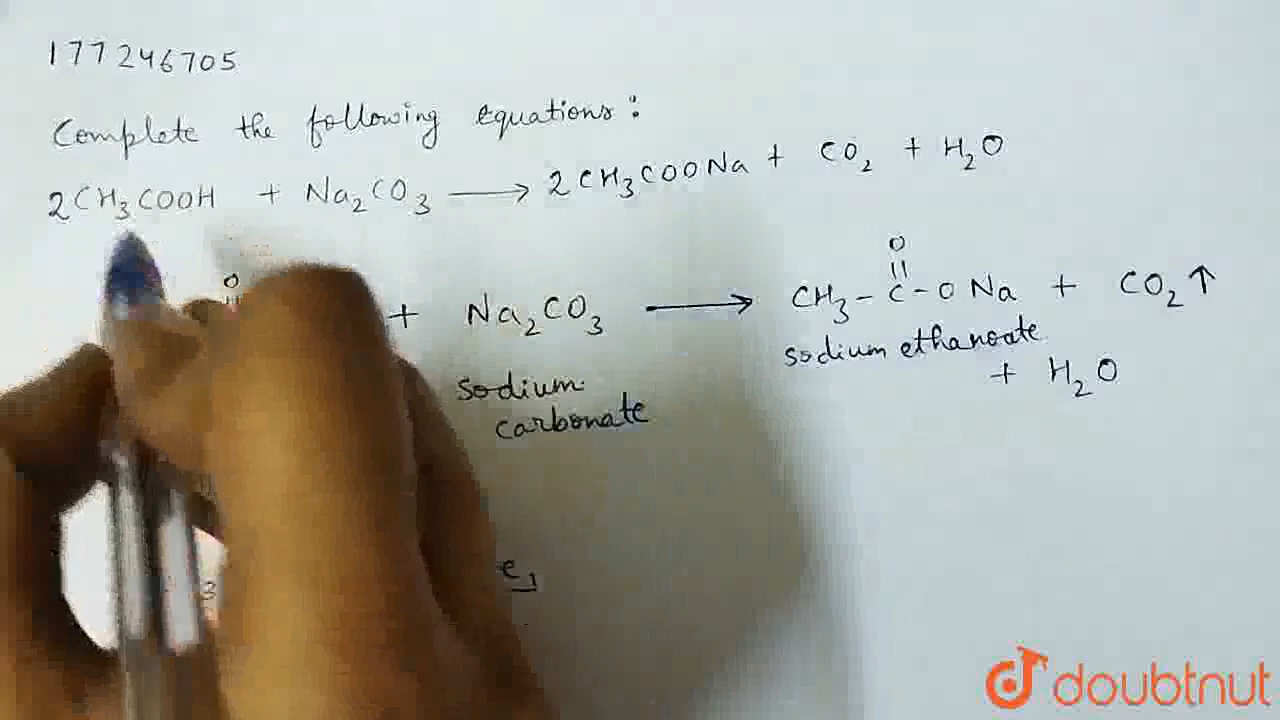 177246705
Complete the following equations:
2CH₃COOH + Na₂CO₃ ⟶ 2CH₃COONa + CO₂ + H₂O
O O
|| ||
+ Na₂CO₃ ⟶ CH₃-C-ONa + CO₂↑
sodium ethanoate
+ H₂O
sodium
carbonate
doubtnut